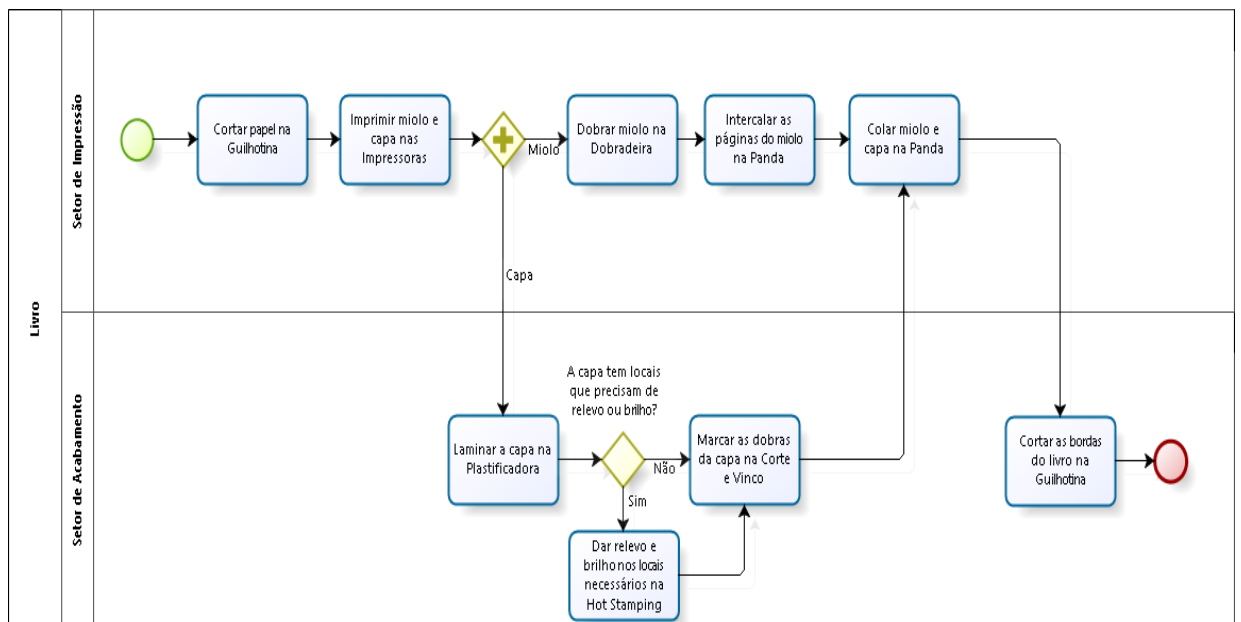 Livro
Setor de Impressão
Cortar papel na
Guilhotina
Imprimir miolo e
capa nas
Impressoras
Miolo
Dobrar miolo na
Dobradeira
Intercalar as
páginas do miolo
na Panda
Colar miolo e
capa na Panda
Capa
Setor de Acabamento
Laminar a capa na
Plastificadora
A capa tem locais
que precisam de
relevo ou brilho?
Não
Sim
Marcar as dobras
da capa na Corte
e Vinco
Dar relevo e
brilho nos locais
necessários na
Hot Stamping
Cortar as bordas
do livro na
Guilhotina